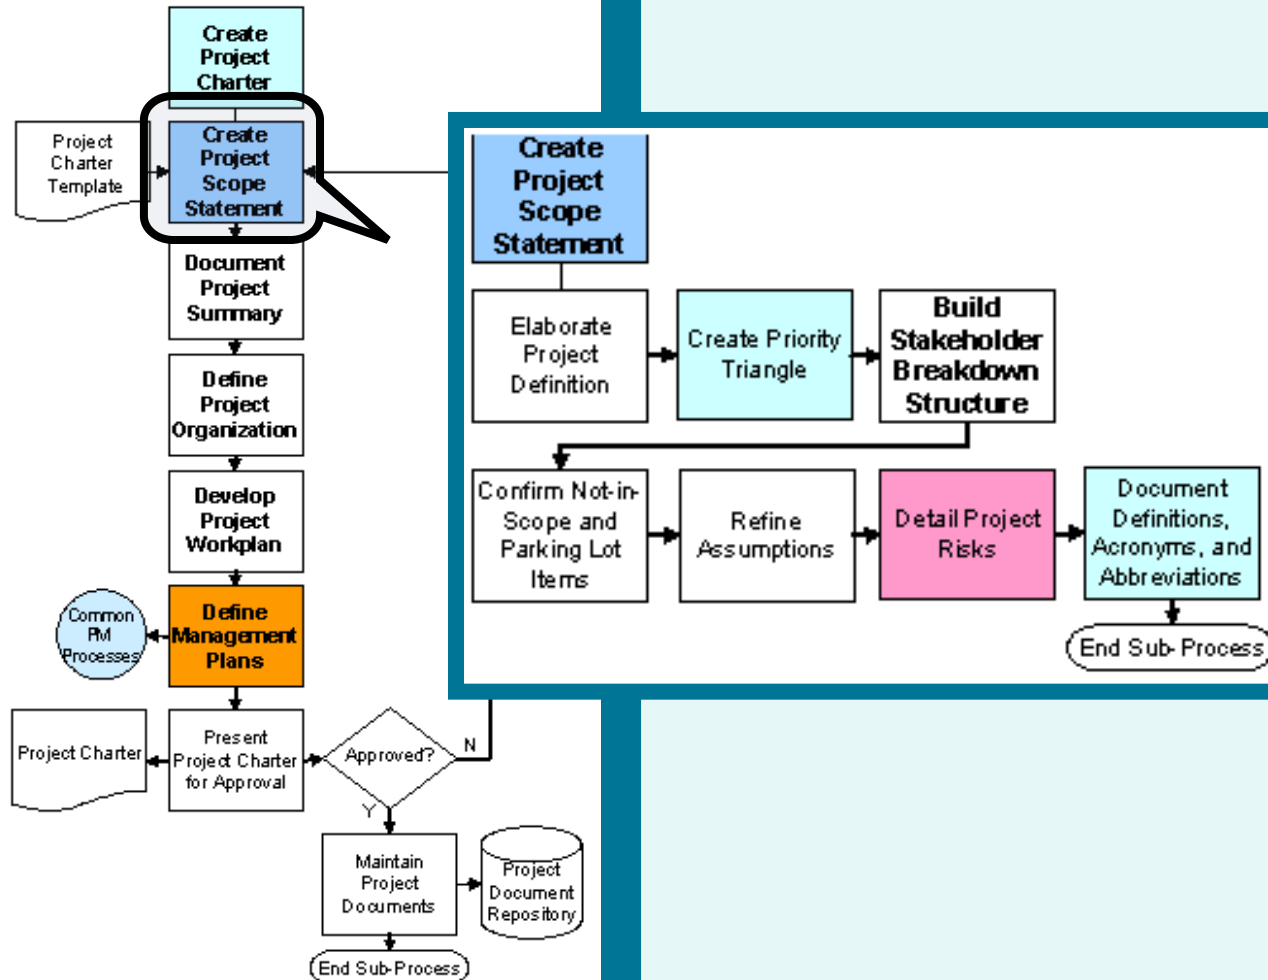 Create
Project
Charter
Project
Charter
Template
Create
Project
Scope
Statement
Document
Project
Summary
Define
Project
Organization
Develop
Project
Workplan
Common
PM
Processes
Define
Management
Plans
Project Charter
Present
Project Charter
for Approval
Approved?
N
Y
Maintain
Project
Documents
Project
Document
Repository
End Sub-Process
Create
Project
Scope
Statement
Elaborate
Project
Definition
Create Priority
Triangle
Build
Stakeholder
Breakdown
Structure
Confirm Not-in-
Scope and
Parking Lot
Items
Refine
Assumptions
Detail Project
Risks
Document
Definitions,
Acronyms, and
Abbreviations
End Sub-Process